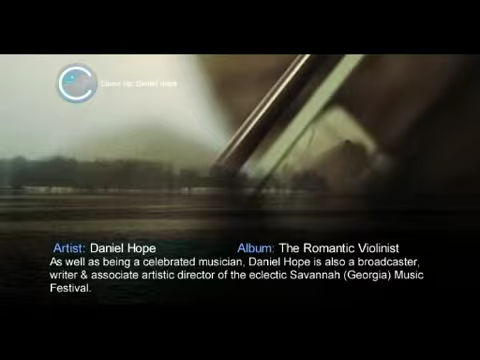 Artist: Daniel Hope Album: The Romantic Violinist
As well as being a celebrated musician, Daniel Hope is also a broadcaster,
writer & associate artistic director of the eclectic Savannah (Georgia) Music
Festival.